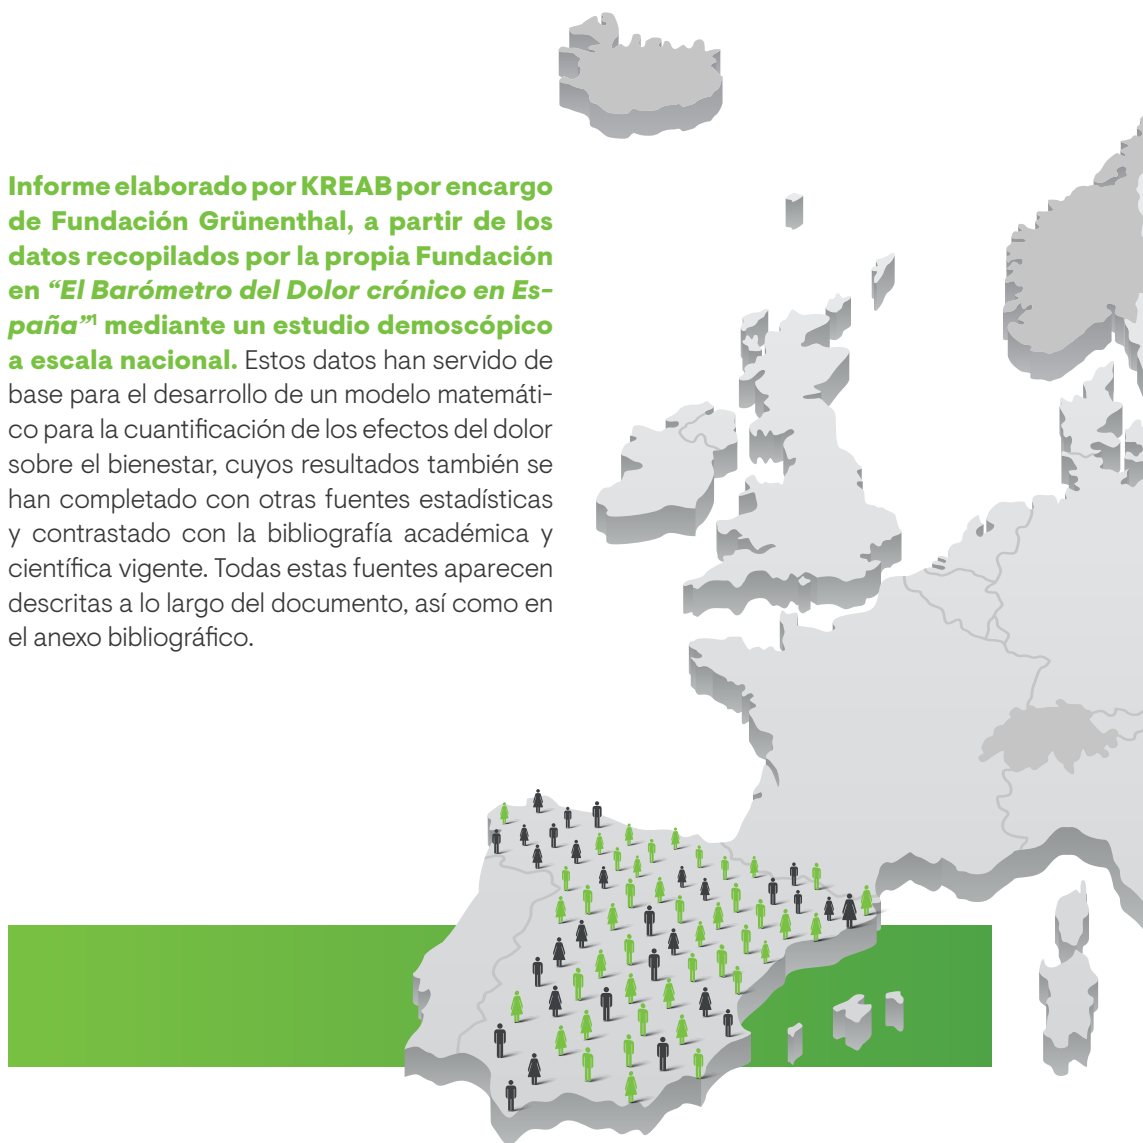 Informe elaborado por KREAB por encargo
de Fundación Grünenthal, a partir de los
datos recopilados por la propia Fundación
en “El Barómetro del Dolor crónico en Es-
paña”¹ mediante un estudio demoscópico
a escala nacional. Estos datos han servido de
base para el desarrollo de un modelo matemáti-
co para la cuantificación de los efectos del dolor
sobre el bienestar, cuyos resultados también se
han completado con otras fuentes estadísticas
y contrastado con la bibliografía académica y
científica vigente. Todas estas fuentes aparecen
descritas a lo largo del documento, así como en
el anexo bibliográfico.